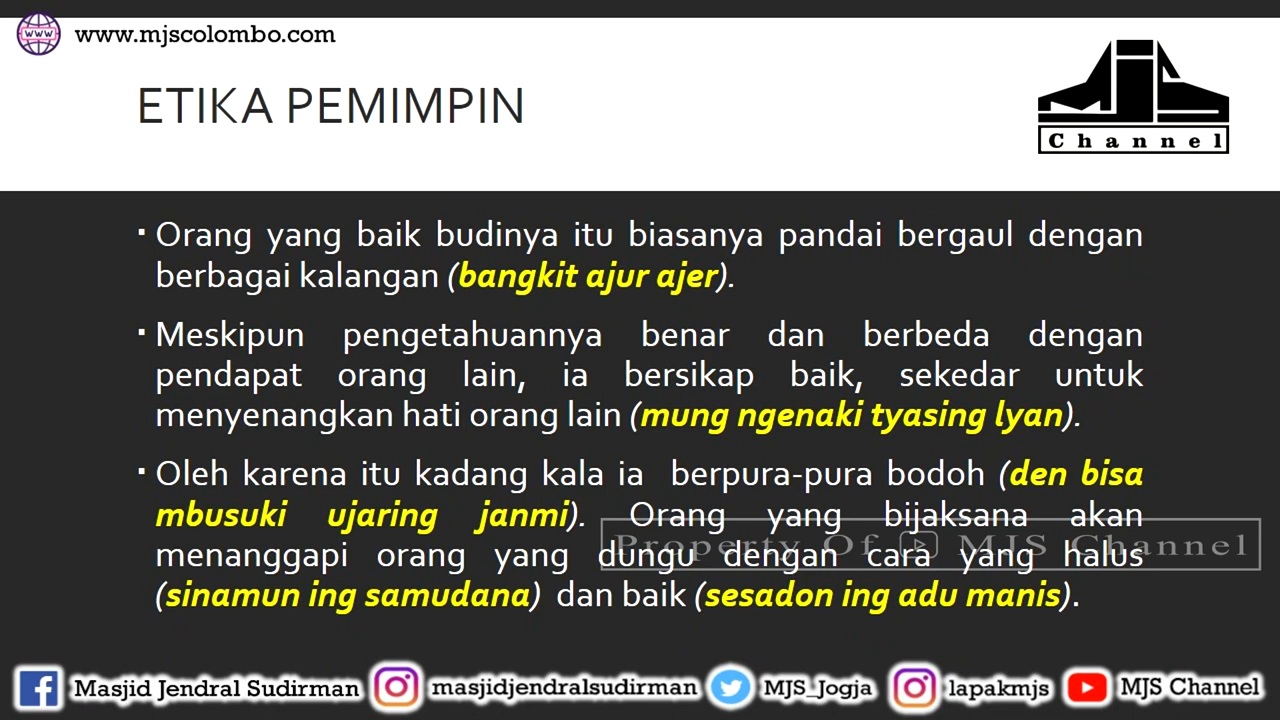 www.mjscolombo.com
ETIKA PEMIMPIN
MJS
Channel
▪ Orang yang baik budinya itu biasanya pandai bergaul dengan
berbagai kalangan (bangkit ajur ajer).
▪ Meskipun pengetahuannya benar dan berbeda dengan
pendapat orang lain, ia bersikap baik, sekedar untuk
menyenangkan hati orang lain (mung ngenaki tyasing lyan).
▪ Oleh karena itu kadang kala ia berpura-pura bodoh (den bisa
mbusuki ujaring janmi). Orang yang bijaksana akan
Property Of MJS Channel
menanggapi orang yang dungu dengan cara yang halus
(sinamun ing samudana) dan baik (sesadon ing adu manis).
Masjid Jendral Sudirman masjidjendralsudirman MJS_Jogja lapakmjs MJS Channel